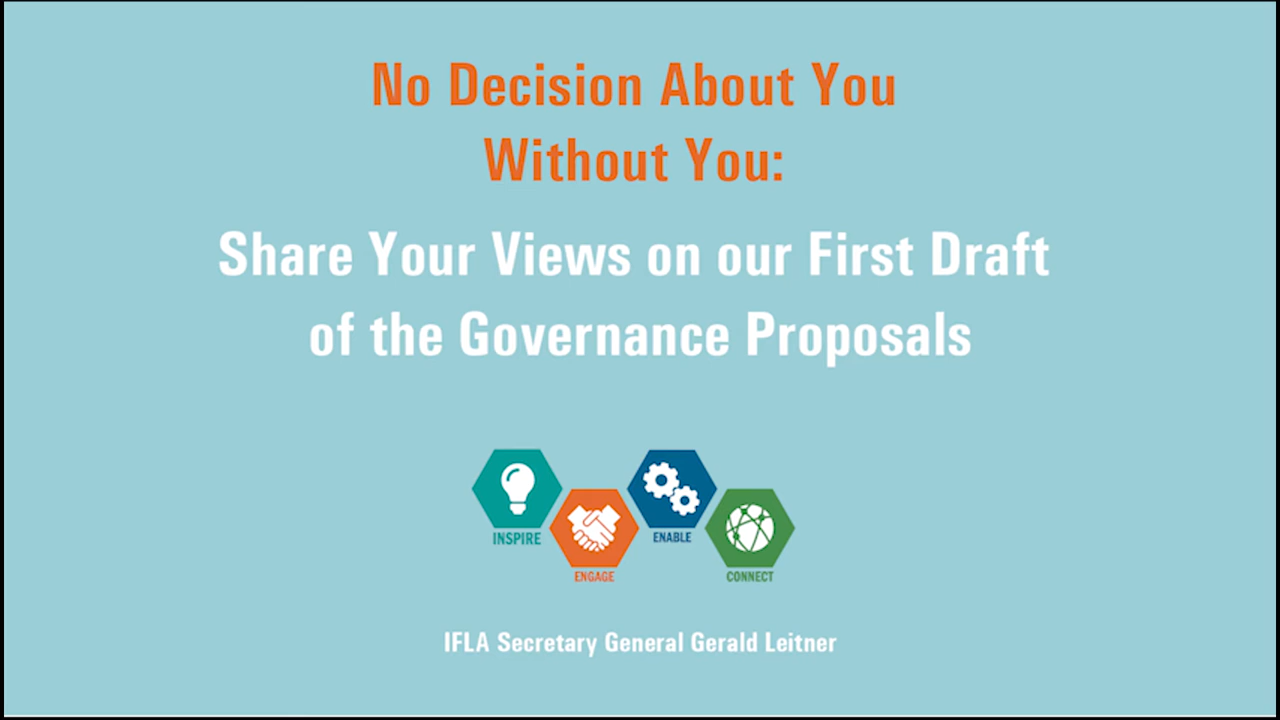 No Decision About You
Without You:
Share Your Views on our First Draft
of the Governance Proposals
INSPIRE
ENGAGE
ENABLE
CONNECT
IFLA Secretary General Gerald Leitner